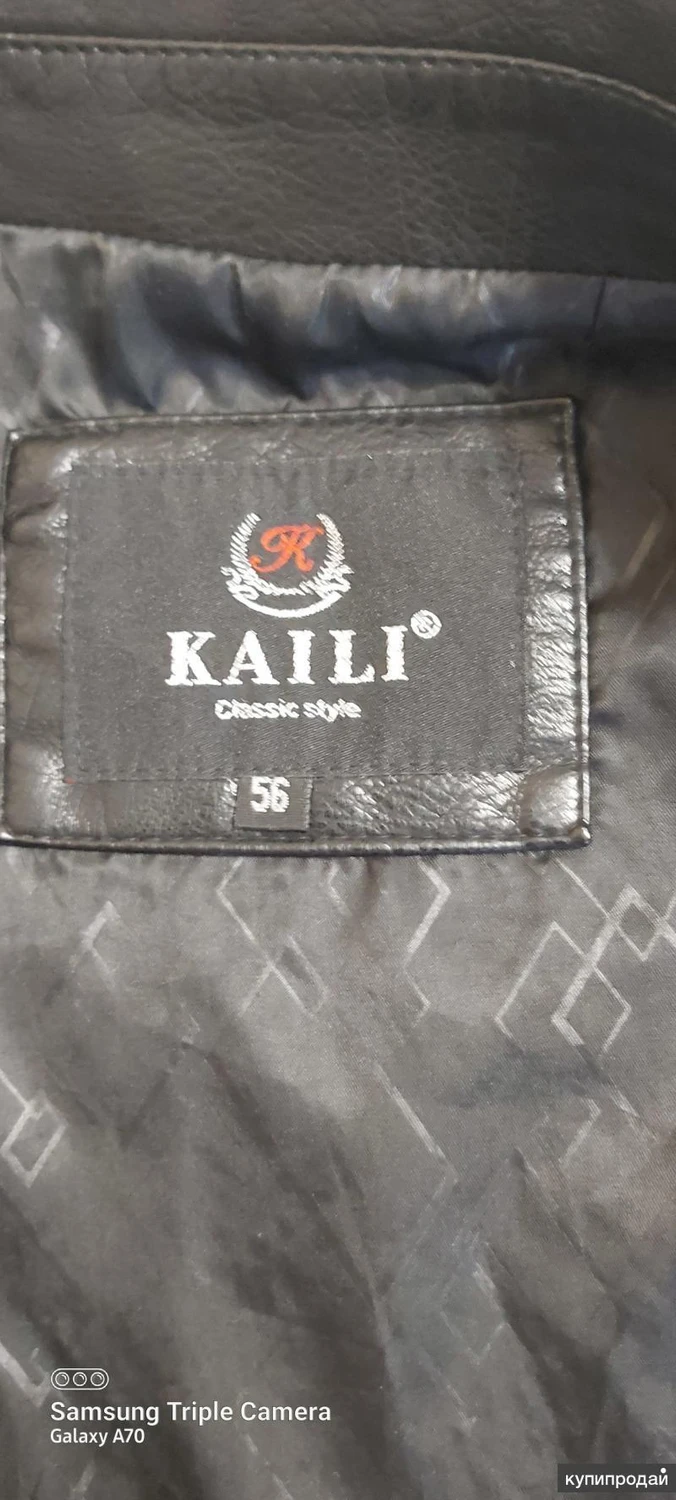 K
KAILI®
Classic style
56
Samsung Triple Camera
Galaxy A70
купипродай